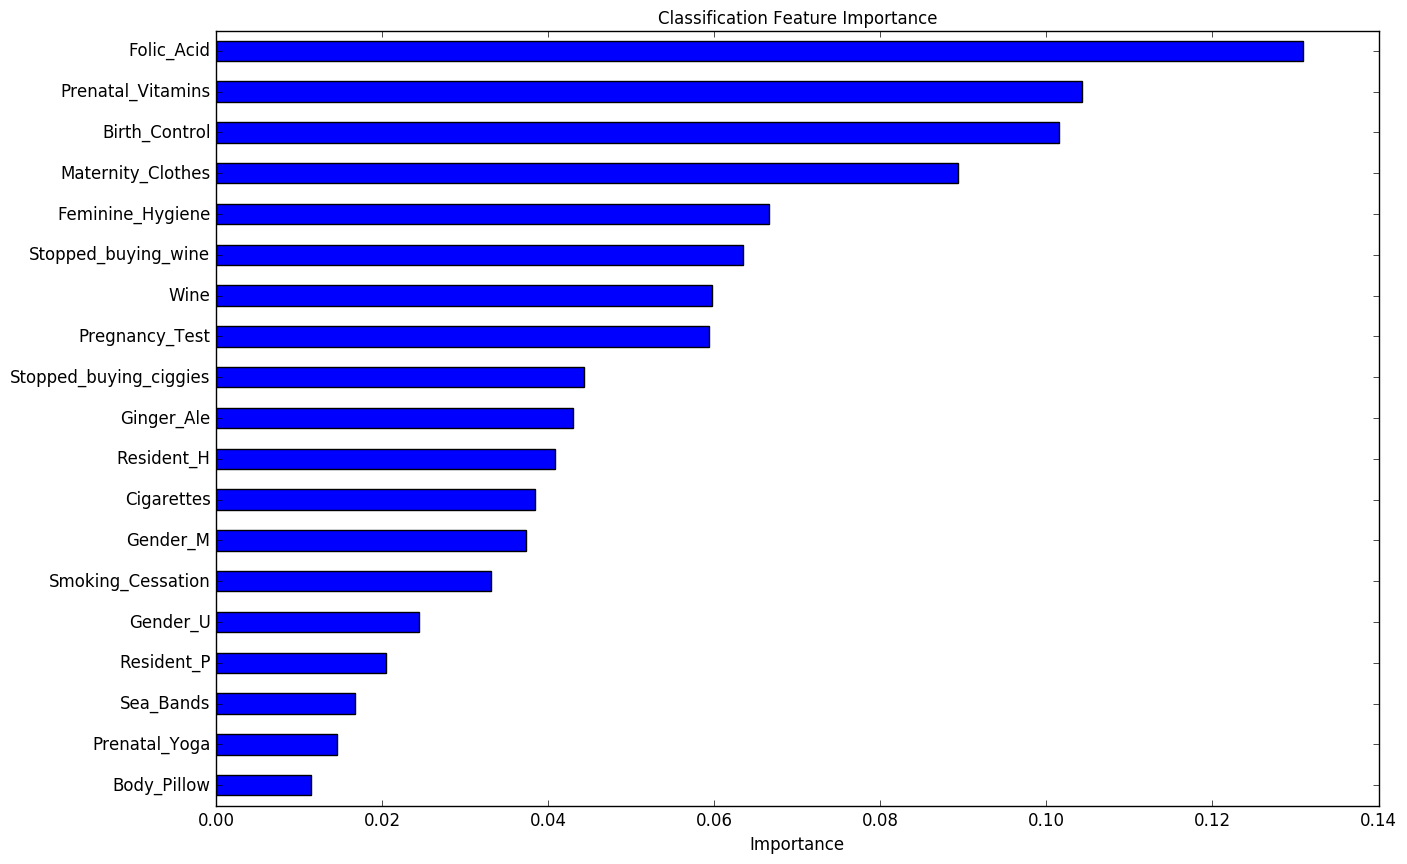 Classification Feature Importance
Folic_Acid
Prenatal_Vitamins
Birth_Control
Maternity_Clothes
Feminine_Hygiene
Stopped_buying_wine
Wine
Pregnancy_Test
Stopped_buying_ciggies
Ginger_Ale
Resident_H
Cigarettes
Gender_M
Smoking_Cessation
Gender_U
Resident_P
Sea_Bands
Prenatal_Yoga
Body_Pillow
0.00 0.02 0.04 0.06 0.08 0.10 0.12 0.14
Importance